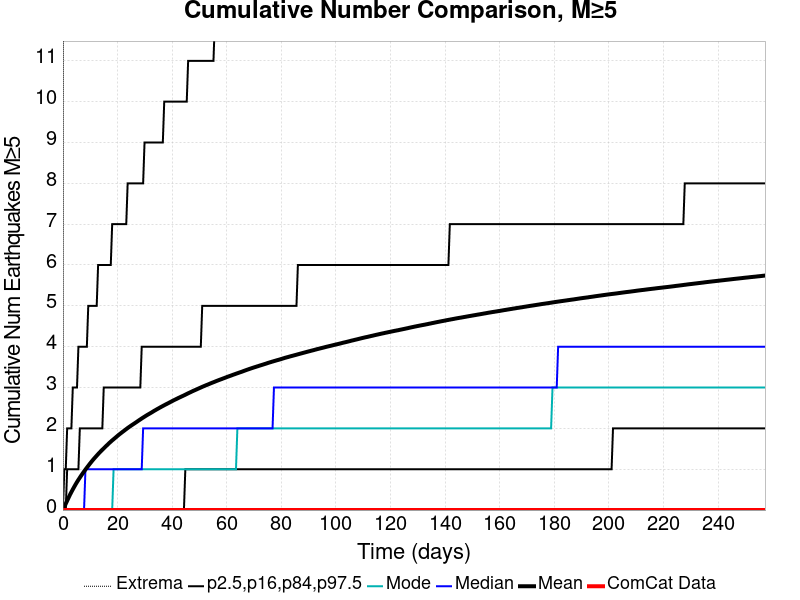 Cumulative Number Comparison, M≥5
Cumulative Num Earthquakes M≥5
11
10
9
8
7
6
5
4
3
2
1
0
0 20 40 60 80 100 120 140 160 180 200 220 240
Time (days)
Extrema p2.5,p16,p84,p97.5 Mode Median Mean ComCat Data